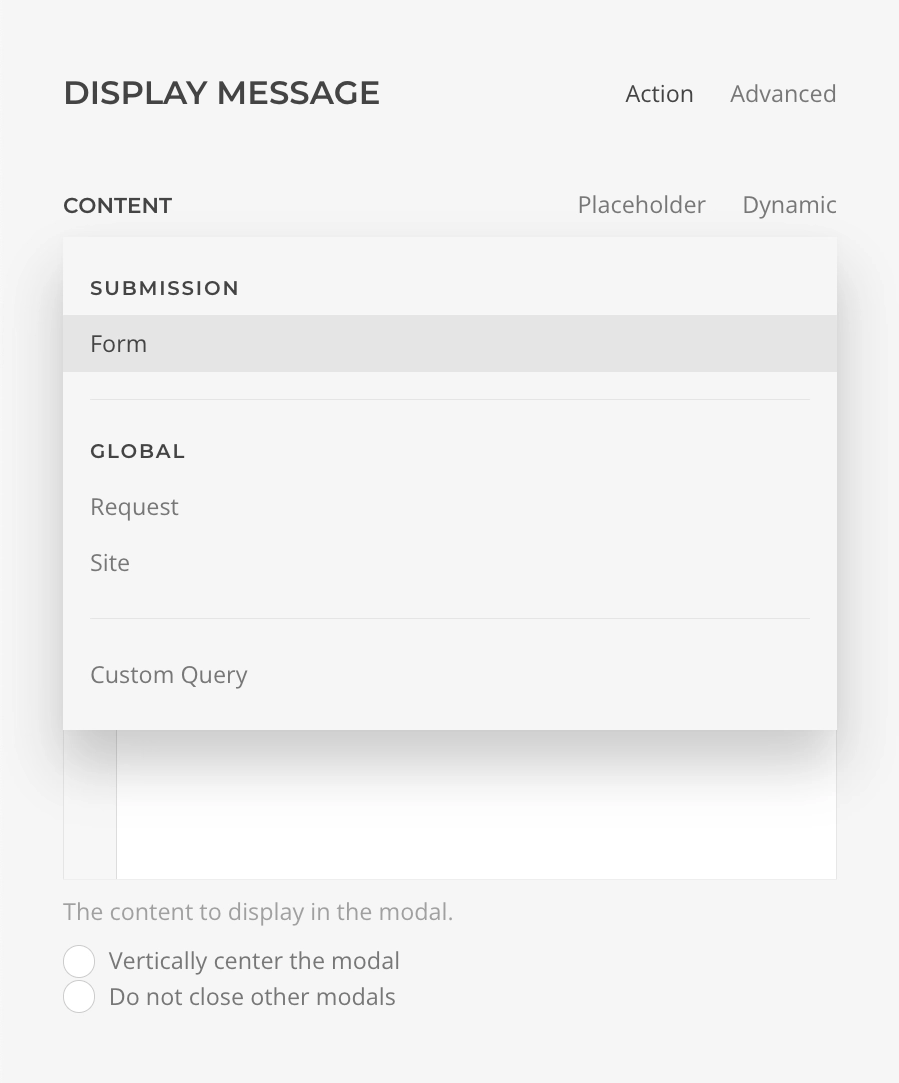 DISPLAY MESSAGE Action Advanced
CONTENT Placeholder Dynamic
SUBMISSION
Form
GLOBAL
Request
Site
Custom Query
The content to display in the modal.
Vertically center the modal
Do not close other modals